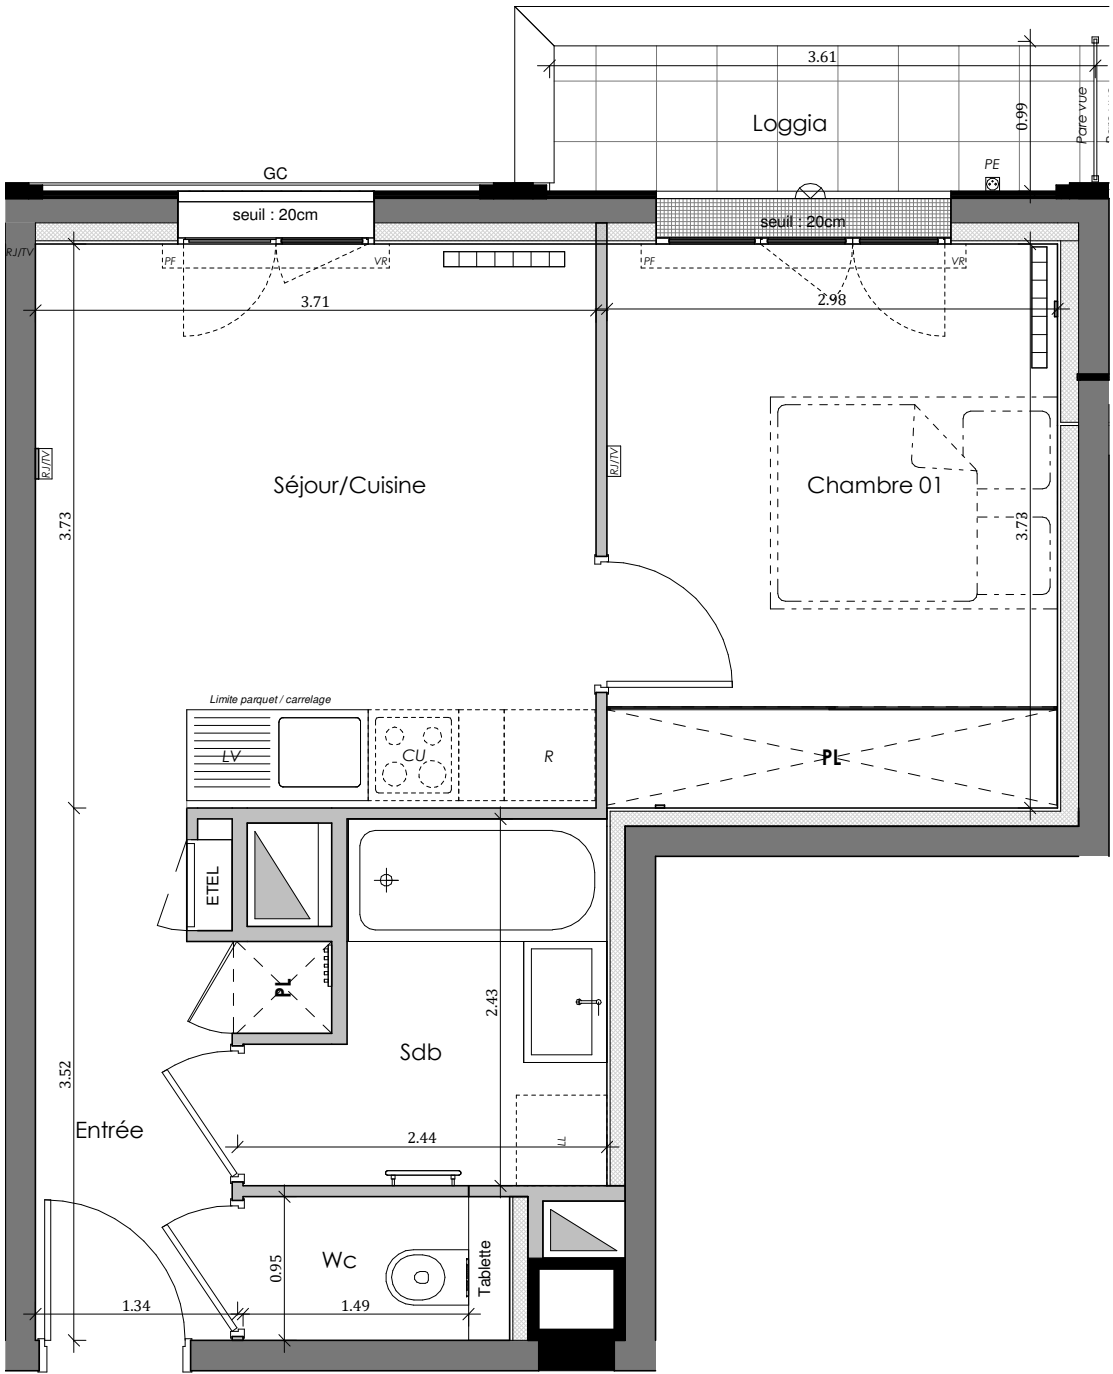 3.61
Loggia
0.99
Pare vue
PE
GC
seuil : 20cm
seuil : 20cm
RJ/TV
PF
VR
PF
VR
3.71
2.98
RJ/TV
RJ/TV
Séjour/Cuisine
Chambre 01
3.73
3.73
Limite parquet / carrelage
LV
CU
R
PL
ETEL
PL
2.43
Sdb
3.52
Entrée
2.44
LL
Wc
0.95
Tablette
1.34
1.49